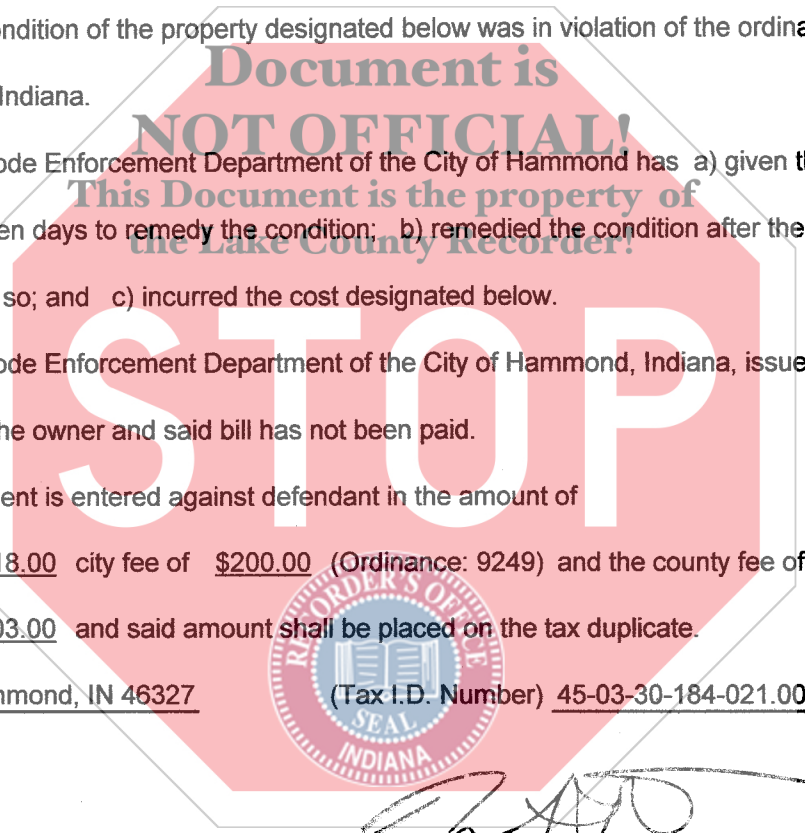 ndition of the property designated below was in violation of the ordina
Document is
Indiana.
NOT OFFICIAL!
ode Enforcement Department of the City of Hammond has a) given t
This Document is the property of
en days to remedy the condition; b) remedied the condition after the
the Lake County Recorder!
so; and c) incurred the cost designated below.
STOP
ode Enforcement Department of the City of Hammond, Indiana, issue
he owner and said bill has not been paid.
ent is entered against defendant in the amount of
18.00 city fee of $200.00 (Ordinance: 9249) and the county fee of
03.00 and said amount shall be placed on the tax duplicate.
RECORDER'S OFFICE
SEAL
INDIANA
mmond, IN 46327 (Tax I.D. Number) 45-03-30-184-021.00